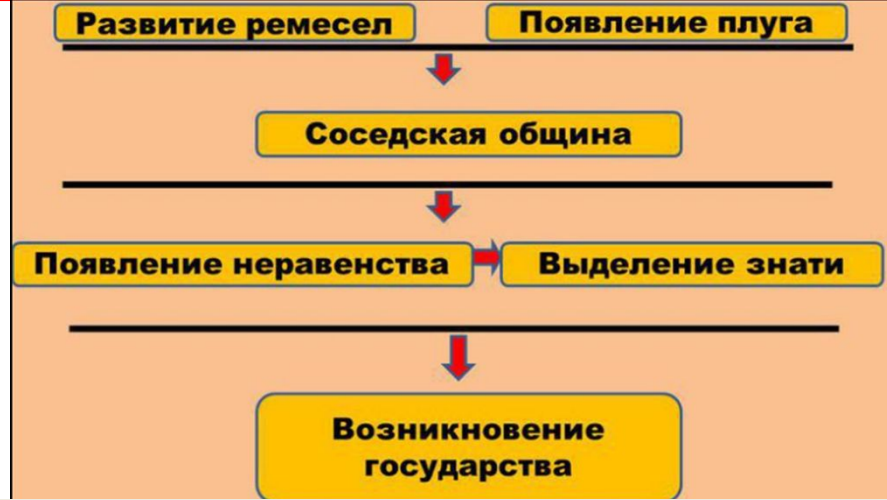 Развитие ремесел
Появление плуга
Соседская община
Появление неравенства
Выделение знати
Возникновение
государства